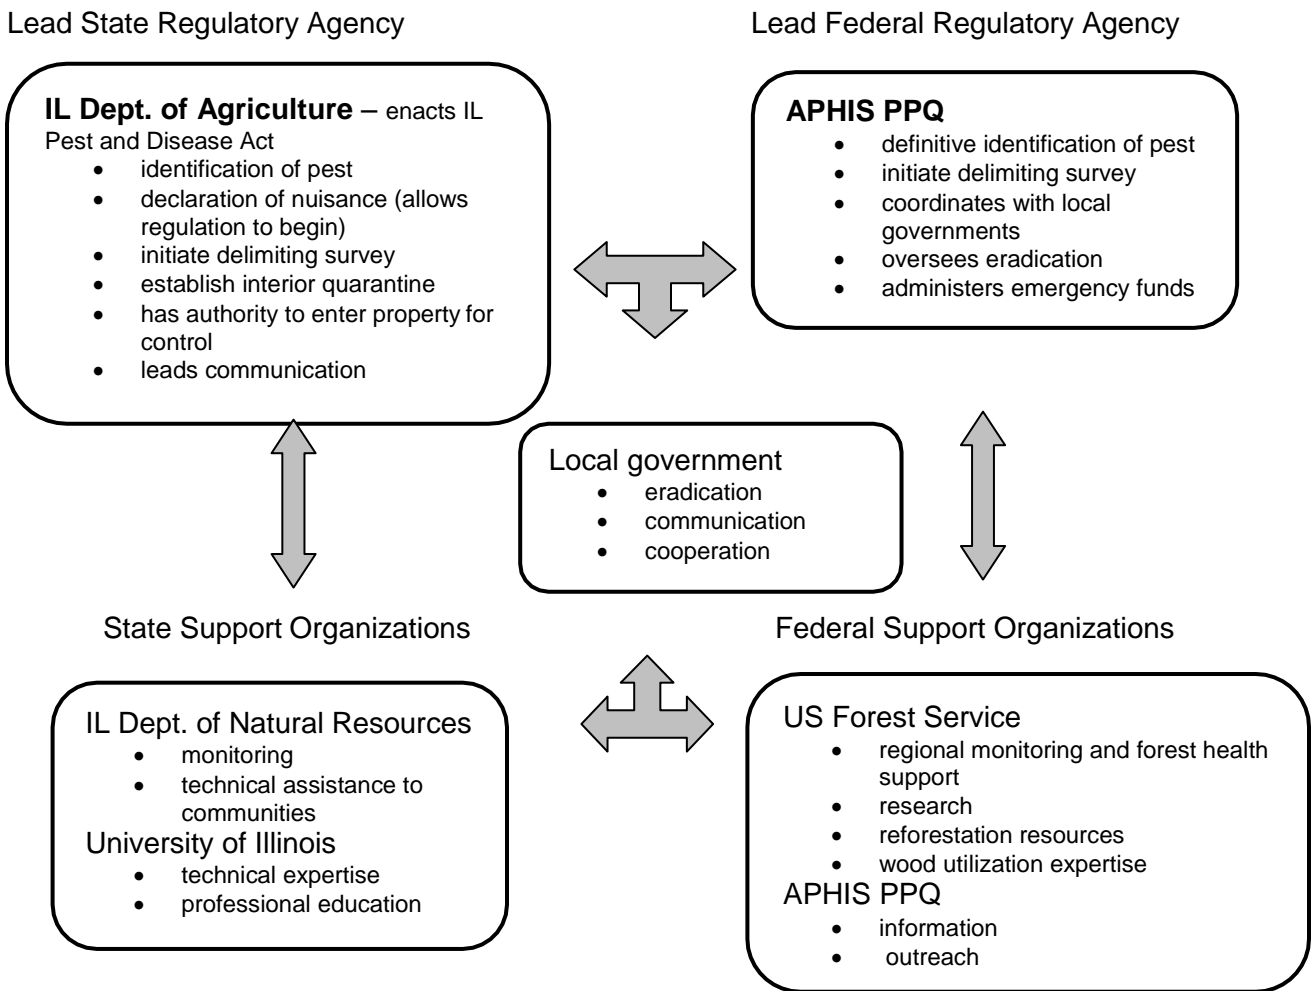 Lead State Regulatory Agency
Lead Federal Regulatory Agency
IL Dept. of Agriculture – enacts IL
Pest and Disease Act
• identification of pest
• declaration of nuisance (allows
regulation to begin)
• initiate delimiting survey
• establish interior quarantine
• has authority to enter property for
control
• leads communication
APHIS PPQ
• definitive identification of pest
• initiate delimiting survey
• coordinates with local
governments
• oversees eradication
• administers emergency funds
Local government
• eradication
• communication
• cooperation
State Support Organizations
Federal Support Organizations
IL Dept. of Natural Resources
• monitoring
• technical assistance to
communities
University of Illinois
• technical expertise
• professional education
US Forest Service
• regional monitoring and forest health
support
• research
• reforestation resources
• wood utilization expertise
APHIS PPQ
• information
• outreach